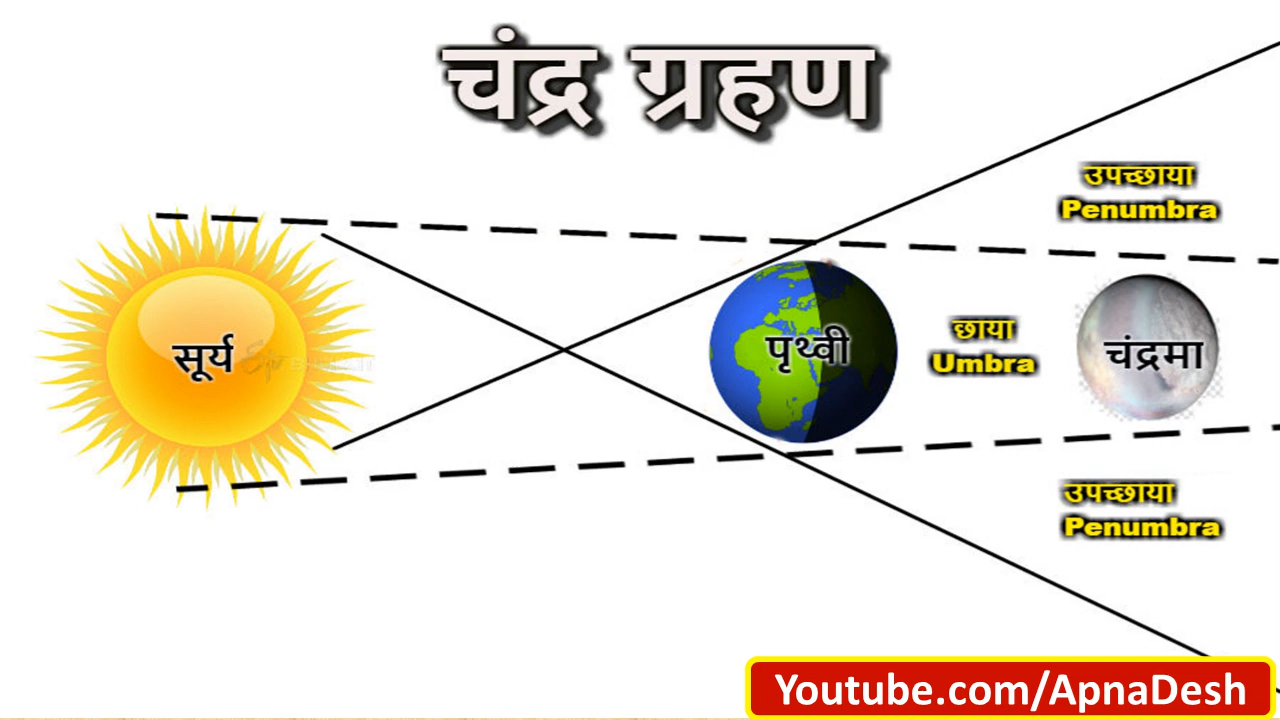 चंद्र ग्रहण
उपच्छाया
Penumbra
सूर्य
पृथ्वी
छाया
Umbra
चंद्रमा
उपच्छाया
Penumbra
Youtube.com/ApnaDesh